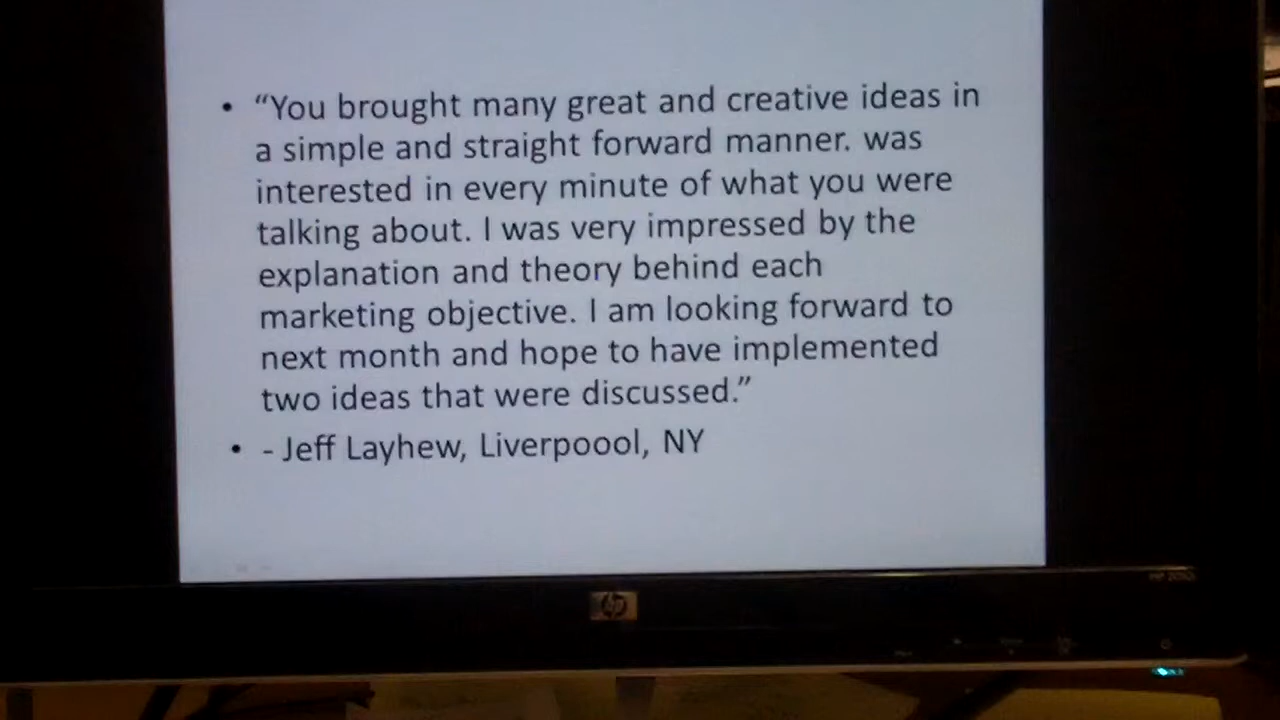 • “You brought many great and creative ideas in
a simple and straight forward manner. was
interested in every minute of what you were
talking about. I was very impressed by the
explanation and theory behind each
marketing objective. I am looking forward to
next month and hope to have implemented
two ideas that were discussed.”
• - Jeff Layhew, Liverpoool, NY
hp